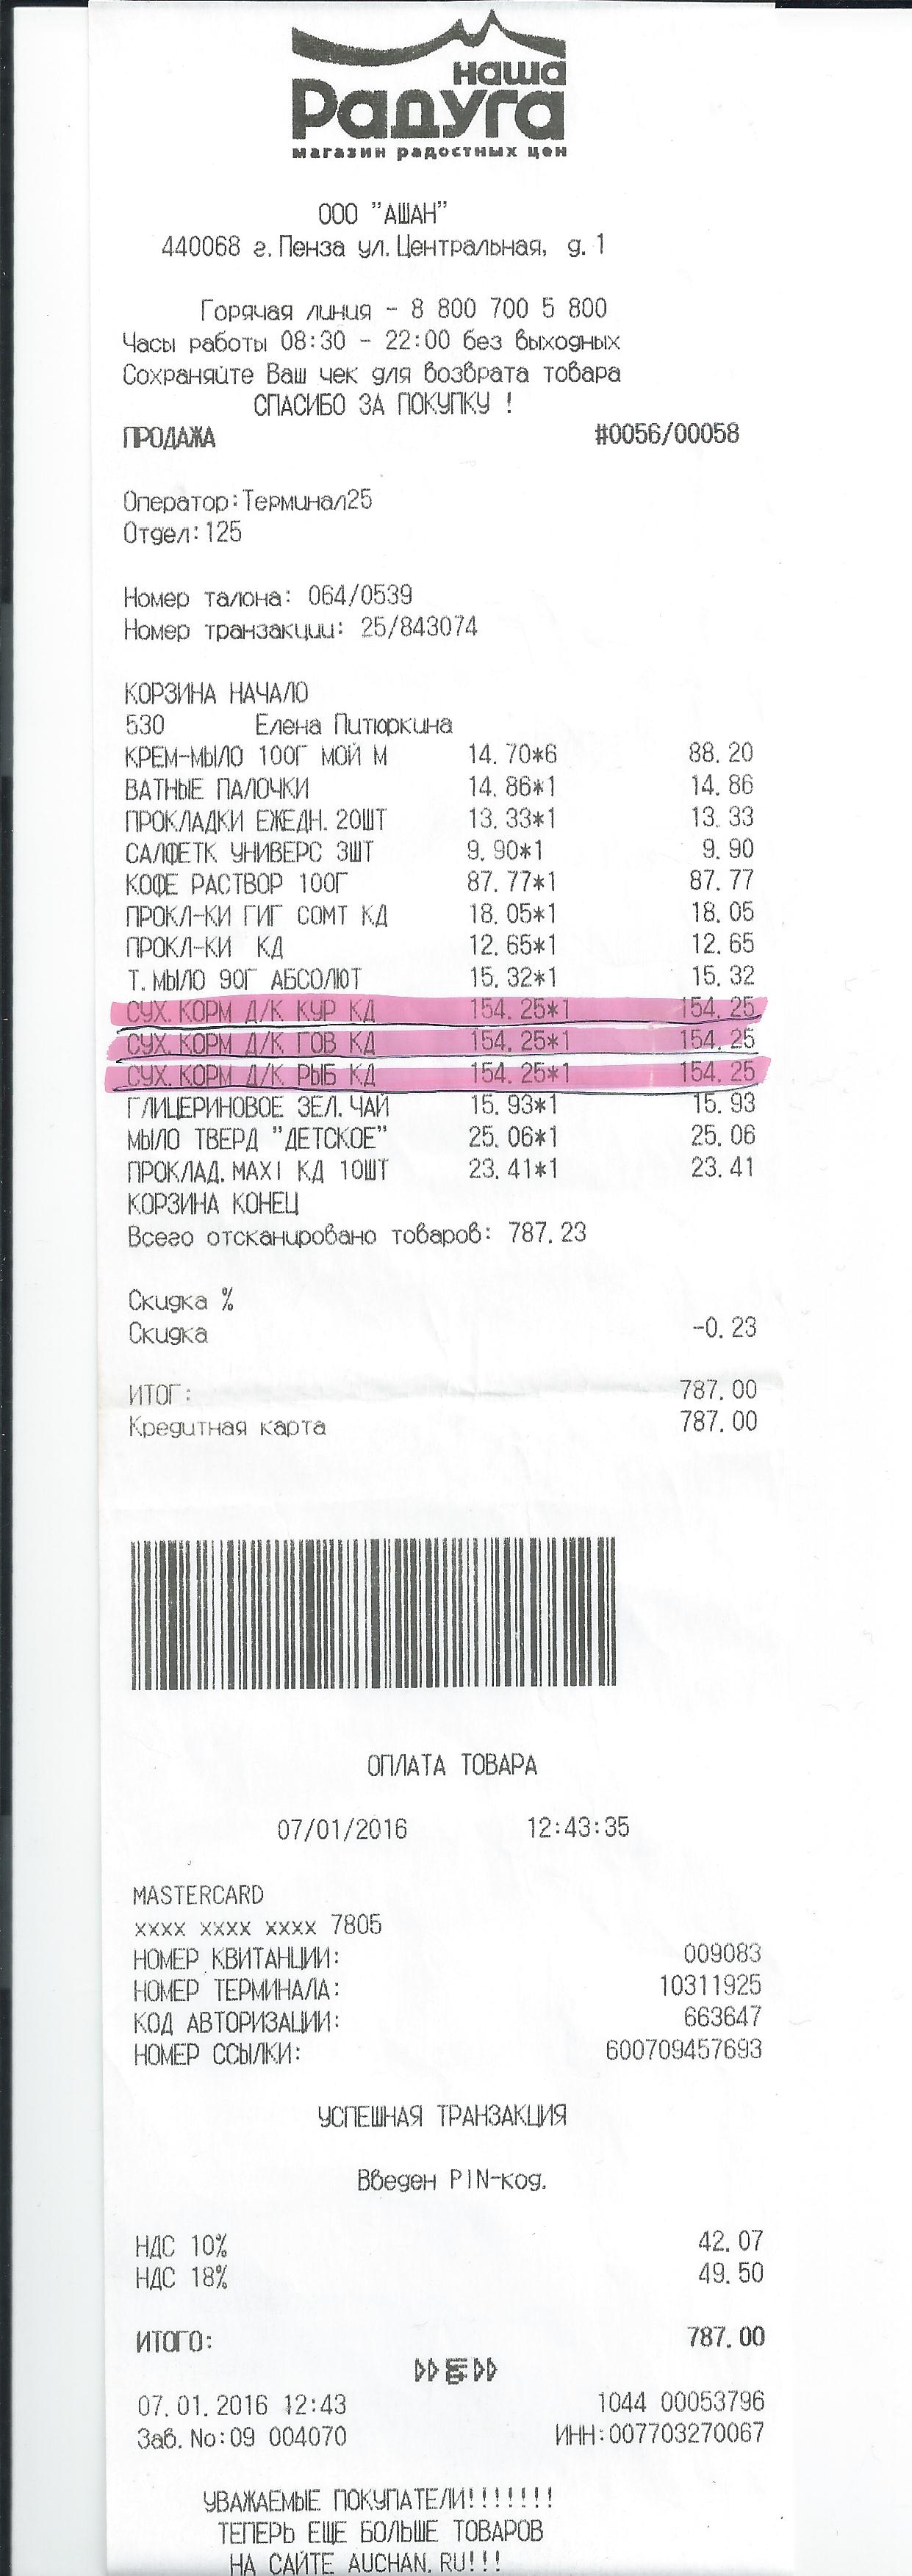 наша
Радуга
магазин радостных цен
ООО "АШАН"
440068 г. Пенза ул. Центральная, д. 1
Горячая линия - 8 800 700 5 800
Часы работы 08:30 - 22:00 без выходных
Сохраняйте Ваш чек для возврата товара
СПАСИБО ЗА ПОКУПКУ !
ПРОДАЖА #0056/00058
Оператор:Терминал25
Отдел:125
Номер талона: 064/0539
Номер транзакции: 25/843074
КОРЗИНА НАЧАЛО
530 Елена Питюркина
КРЕМ-МЫЛО 100Г МОЙ М 14.70*6 88.20
ВАТНЫЕ ПАЛОЧКИ 14.86*1 14.86
ПРОКЛАДКИ ЕЖЕДН.20ШТ 13.33*1 13.33
САЛФЕТК УНИВЕРС 3ШТ 9.90*1 9.90
КОФЕ РАСТВОР 100Г 87.77*1 87.77
ПРОКЛ-КИ ГИГ СОМТ КД 18.05*1 18.05
ПРОКЛ-КИ КД 12.65*1 12.65
Т.МЫЛО 90Г АБСОЛЮТ 15.32*1 15.32
СУХ.КОРМ Д/К КУР КД 154.25*1 154.25
СУХ.КОРМ Д/К ГОВ КД 154.25*1 154.25
СУХ.КОРМ Д/К РЫБ КД 154.25*1 154.25
ГЛИЦЕРИНОВОЕ ЗЕЛ.ЧАЙ 15.93*1 15.93
МЫЛО ТВЕРД "ДЕТСКОЕ" 25.06*1 25.06
ПРОКЛАД.MAXI КД 10ШТ 23.41*1 23.41
КОРЗИНА КОНЕЦ
Всего отсканировано товаров: 787.23
Скидка %
Скидка -0.23
ИТОГ: 787.00
Кредитная карта 787.00
ОПЛАТА ТОВАРА
07/01/2016 12:43:35
MASTERCARD
xxxx xxxx xxxx 7805
НОМЕР КВИТАНЦИИ: 009083
НОМЕР ТЕРМИНАЛА: 10311925
КОД АВТОРИЗАЦИИ: 663647
НОМЕР ССЫЛКИ: 600709457693
УСПЕШНАЯ ТРАНЗАКЦИЯ
Введен PIN-код.
НДС 10% 42.07
НДС 18% 49.50
ИТОГО: 787.00
07.01.2016 12:43 1044 00053796
Зав.No:09 004070 ИНН:007703270067
УВАЖАЕМЫЕ ПОКУПАТЕЛИ!!!!!!!
ТЕПЕРЬ ЕЩЕ БОЛЬШЕ ТОВАРОВ
НА САЙТЕ AUCHAN.RU!!!